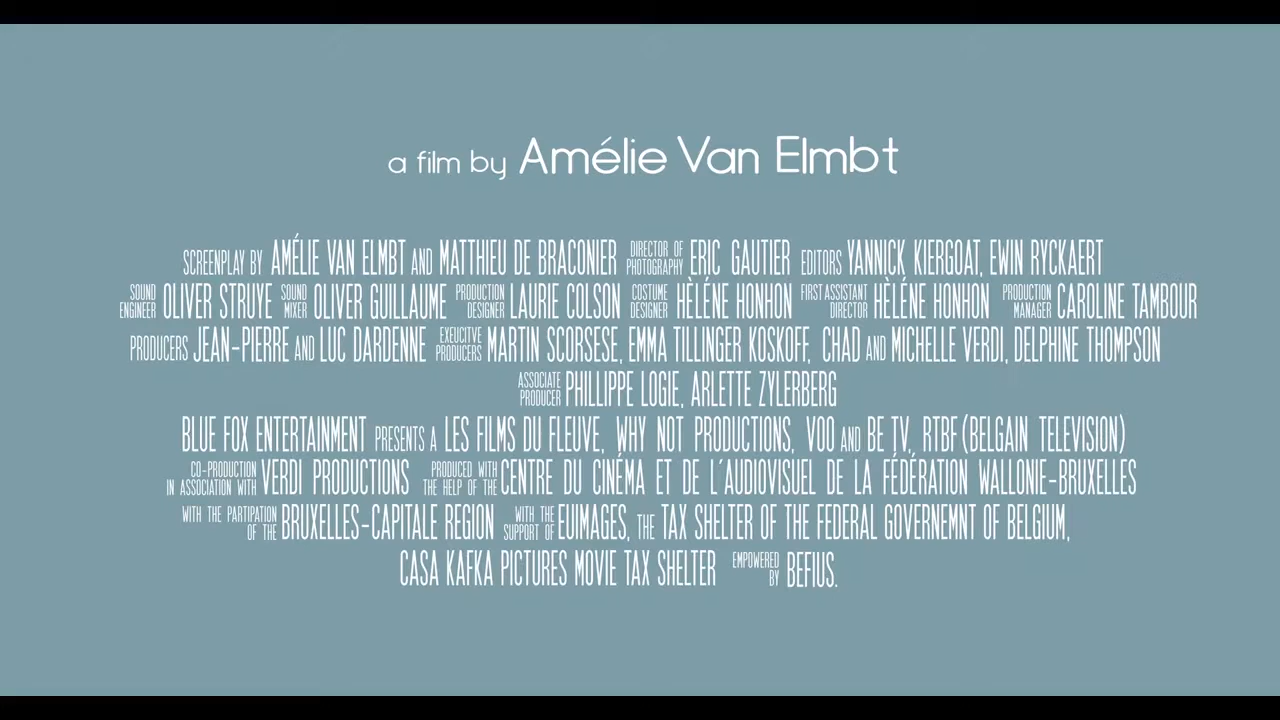 a film by Amélie Van Elmbt
SCREENPLAY BY AMÉLIE VAN ELMBT AND MATTHIEU DE BRACONIER DIRECTOR OF PHOTOGRAPHY ERIC GAUTIER EDITORS YANNICK KIERGOAT, EWIN RYCKAERT
SOUND ENGINEER OLIVER STRUYE SOUND MIXER OLIVER GUILLAUME PRODUCTION DESIGNER LAURIE COLSON COSTUME DESIGNER HÈLÉNE HONHON FIRST ASSISTANT DIRECTOR HÈLÉNE HONHON PRODUCTION MANAGER CAROLINE TAMBOUR
PRODUCERS JEAN-PIERRE AND LUC DARDENNE EXEUCITVE PRODUCERS MARTIN SCORSESE, EMMA TILLINGER KOSKOFF, CHAD AND MICHELLE VERDI, DELPHINE THOMPSON
ASSOCIATE PRODUCER PHILLIPPE LOGIE, ARLETTE ZYLERBERG
BLUE FOX ENTERTAINMENT PRESENTS A LES FILMS DU FLEUVE, WHY NOT PRODUCTIONS, VOO AND BE TV, RTBF (BELGAIN TELEVISION)
CO-PRODUCTION IN ASSOCIATION WITH VERDI PRODUCTIONS PRODUCED WITH THE HELP OF THE CENTRE DU CINÉMA ET DE L´AUDIOVISUEL DE LA FÉDÉRATION WALLONIE-BRUXELLES
WITH THE PARTIPATION OF THE BRUXELLES-CAPITALE REGION WITH THE SUPPORT OF EUIMAGES, THE TAX SHELTER OF THE FEDERAL GOVERNEMNT OF BELGIUM,
CASA KAFKA PICTURES MOVIE TAX SHELTER EMPOWERED BY BEFIUS.